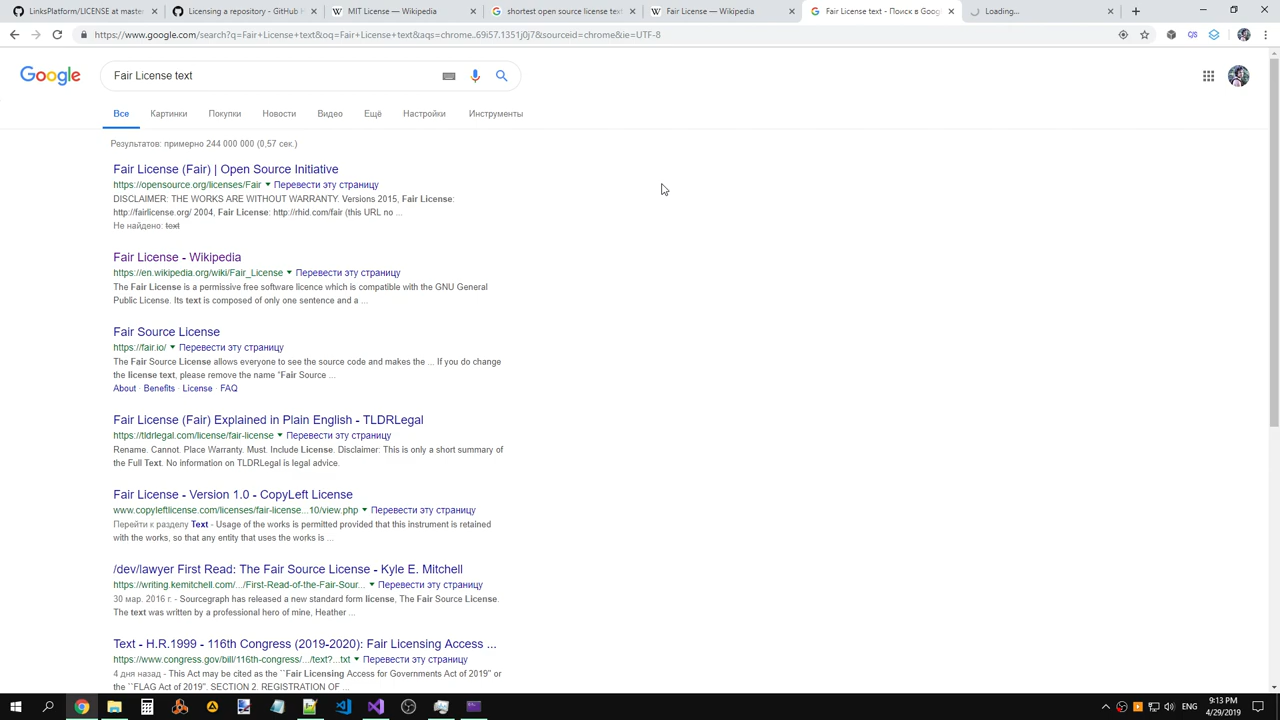 LinksPlatform/LICENSE at master
Licensing a repository - GitHub H
MIT License — Wikipedia
shortest open source license text
Fair License — Wikipedia
Fair License text - Поиск в Google
Loading...
https://www.google.com/search?q=Fair+License+text&oq=Fair+License+text&aqs=chrome..69i57.1351j0j7&sourceid=chrome&ie=UTF-8
Google
Fair License text
Все
Картинки
Покупки
Новости
Видео
Ещё
Настройки
Инструменты
Результатов: примерно 244 000 000 (0,57 сек.)
Fair License (Fair) | Open Source Initiative
https://opensource.org/licenses/Fair ▼ Перевести эту страницу
DISCLAIMER: THE WORKS ARE WITHOUT WARRANTY. Versions 2015, Fair License:
http://fairlicense.org/ 2004, Fair License: http://rhid.com/fair (this URL no ...
Не найдено: text
Fair License - Wikipedia
https://en.wikipedia.org/wiki/Fair_License ▼ Перевести эту страницу
The Fair License is a permissive free software licence which is compatible with the GNU General
Public License. Its text is composed of only one sentence and a ...
Fair Source License
https://fair.io/ ▼ Перевести эту страницу
The Fair Source License allows everyone to see the source code and makes the ... If you do change
the license text, please remove the name “Fair Source ...
About · Benefits · License · FAQ
Fair License (Fair) Explained in Plain English - TLDRLegal
https://tldrlegal.com/license/fair-license ▼ Перевести эту страницу
Rename. Cannot. Place Warranty. Must. Include License. Disclaimer: This is only a short summary of
the Full Text. No information on TLDRLegal is legal advice.
Fair License - Version 1.0 - CopyLeft License
www.copyleftlicense.com/licenses/fair-license...10/view.php ▼ Перевести эту страницу
Перейти к разделу Text - Usage of the works is permitted provided that this instrument is retained
with the works, so that any entity that uses the works is ...
/dev/lawyer First Read: The Fair Source License - Kyle E. Mitchell
https://writing.kemitchell.com/.../First-Read-of-the-Fair-Sour... ▼ Перевести эту страницу
30 мар. 2016 г. - Sourcegraph has released a new standard form license, The Fair Source License.
The text was written by a professional hero of mine, Heather ...
Text - H.R.1999 - 116th Congress (2019-2020): Fair Licensing Access ...
https://www.congress.gov/bill/116th-congress/.../text?...txt ▼ Перевести эту страницу
4 дня назад - This Act may be cited as the ``Fair Licensing Access for Governments Act of 2019'' or
the ``FLAG Act of 2019''. SECTION 2. REGISTRATION OF ...
ENG
9:13 PM
4/29/2019